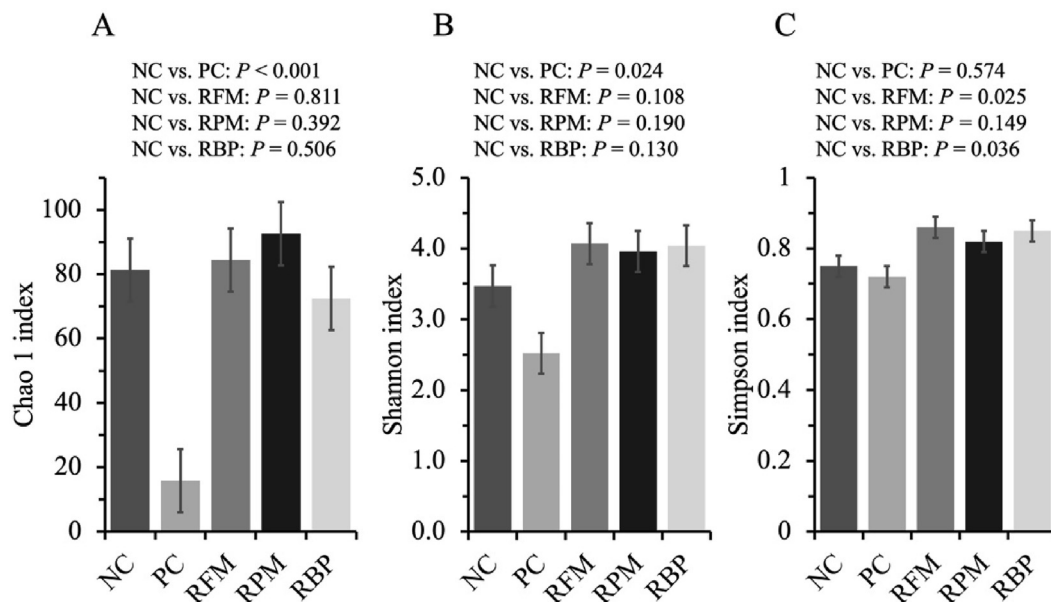 A
NC vs. PC: P < 0.001
NC vs. RFM: P = 0.811
NC vs. RPM: P = 0.392
NC vs. RBP: P = 0.506
Chao 1 index
100
80
60
40
20
0
NC
PC
RFM
RPM
RBP
B
NC vs. PC: P = 0.024
NC vs. RFM: P = 0.108
NC vs. RPM: P = 0.190
NC vs. RBP: P = 0.130
Shannon index
5.0
4.0
3.0
2.0
1.0
0.0
NC
PC
RFM
RPM
RBP
C
NC vs. PC: P = 0.574
NC vs. RFM: P = 0.025
NC vs. RPM: P = 0.149
NC vs. RBP: P = 0.036
Simpson index
1
0.8
0.6
0.4
0.2
0
NC
PC
RFM
RPM
RBP